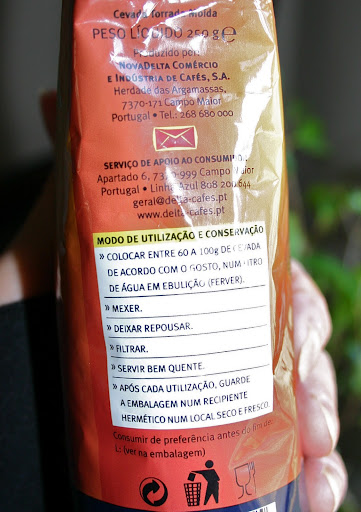 Cevada Torrada Moída
PESO LÍQUIDO 250 g e
Produzido por:
NOVADELTA COMÉRCIO
E INDÚSTRIA DE CAFÉS, S.A.
Herdade das Argamassas,
7370-171 Campo Maior
Portugal • Tel.: 268 680 000
SERVIÇO DE APOIO AO
Apartado 6, 7371-999 Campo Maior
Portugal • Linha Azul 808 200 644
geral@delta-cafes.pt
www.delta-cafes.pt
MODO DE UTILIZAÇÃO E CONSERVAÇÃO
» COLOCAR ENTRE 60 A 100g DE CEVADA
DE ACORDO COM O GOSTO, NUM LITRO
DE ÁGUA EM EBULIÇÃO (FERVER).
» MEXER.
» DEIXAR REPOUSAR.
» FILTRAR.
» SERVIR BEM QUENTE.
» APÓS CADA UTILIZAÇÃO, GUARDE
A EMBALAGEM NUM RECIPIENTE
HERMÉTICO NUM LOCAL SECO E FRESCO.
Consumir de preferência antes do fim de:
L: (ver na embalagem)